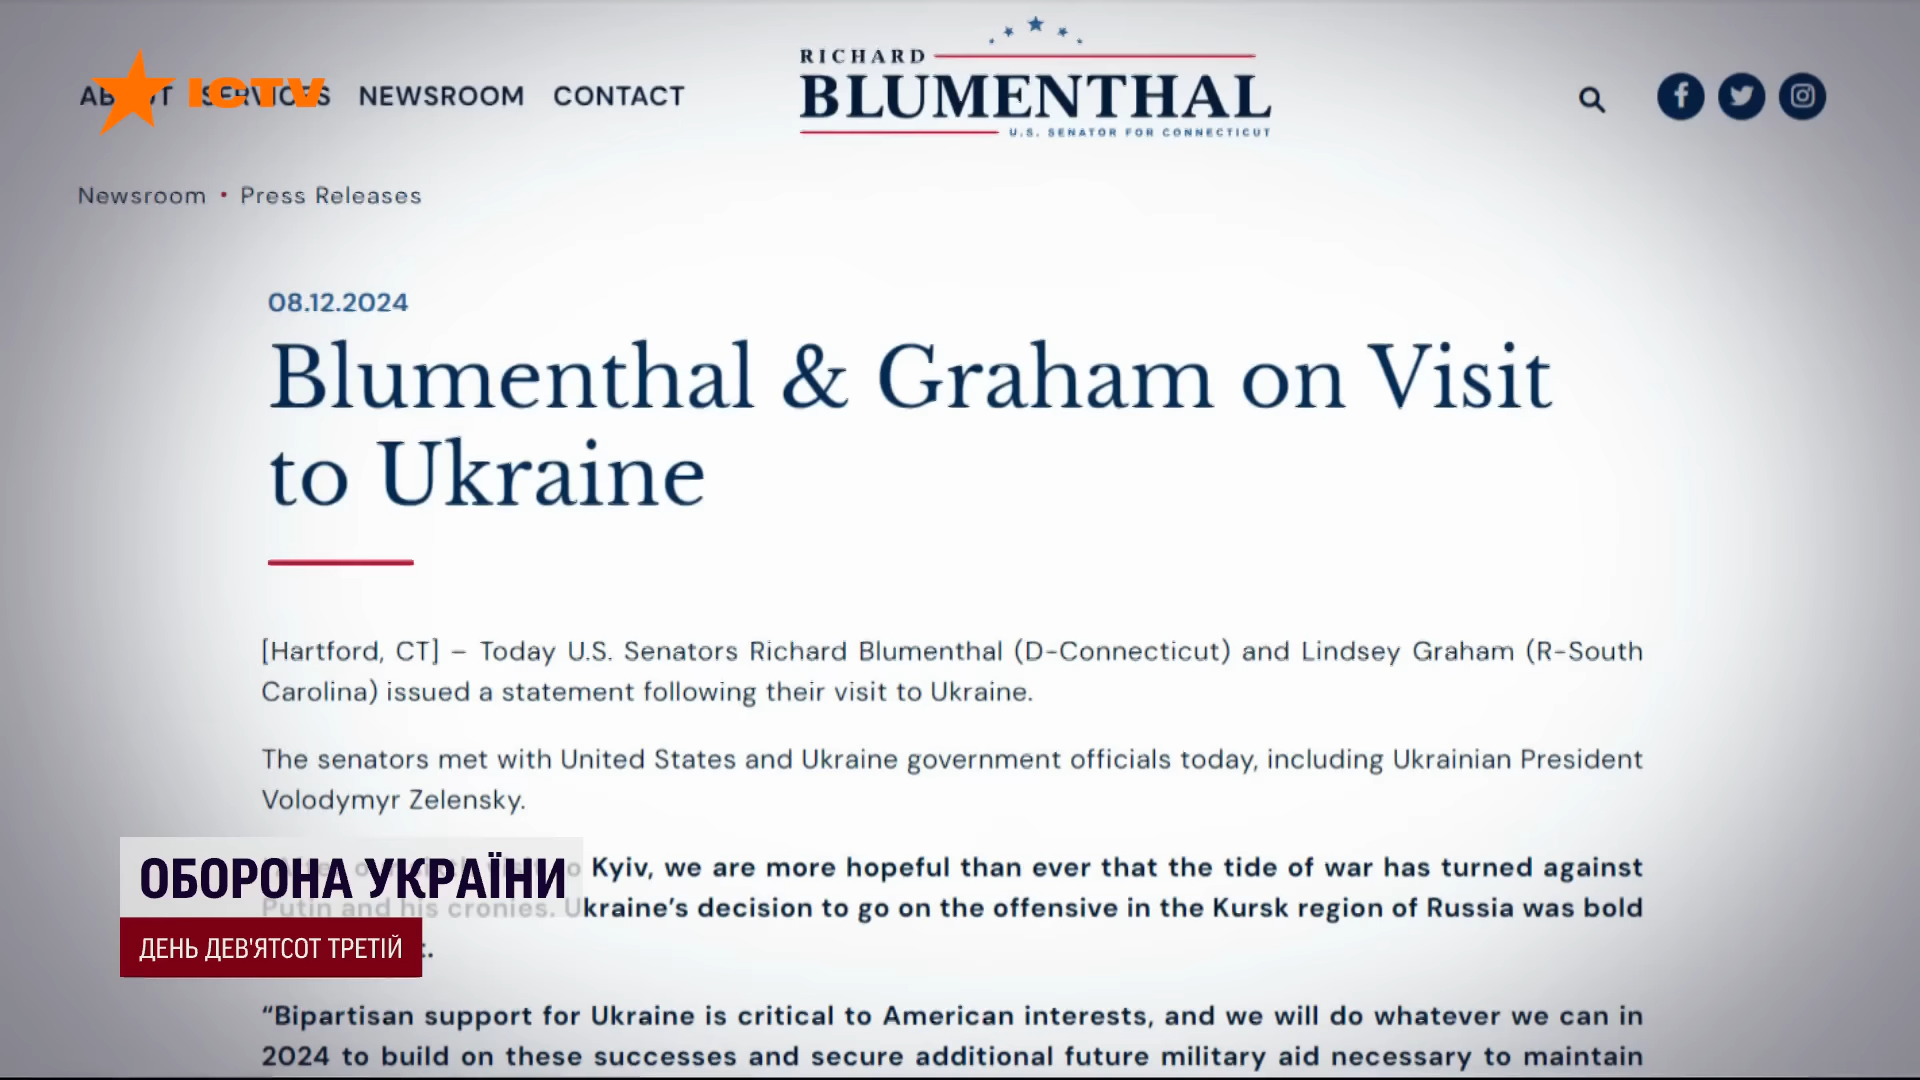 ICTV
ABOUT SERVICES NEWSROOM CONTACT
RICHARD
BLUMENTHAL
U.S. SENATOR FOR CONNECTICUT
Newsroom • Press Releases
08.12.2024
Blumenthal & Graham on Visit
to Ukraine
[Hartford, CT] – Today U.S. Senators Richard Blumenthal (D-Connecticut) and Lindsey Graham (R-South
Carolina) issued a statement following their visit to Ukraine.
The senators met with United States and Ukraine government officials today, including Ukrainian President
Volodymyr Zelensky.
Kyiv, we are more hopeful than ever that the tide of war has turned against
Putin and his cronies. Ukraine’s decision to go on the offensive in the Kursk region of Russia was bold
ОБОРОНА УКРАЇНИ
ДЕНЬ ДЕВ'ЯТСОТ ТРЕТІЙ
“Bipartisan support for Ukraine is critical to American interests, and we will do whatever we can in
2024 to build on these successes and secure additional future military aid necessary to maintain